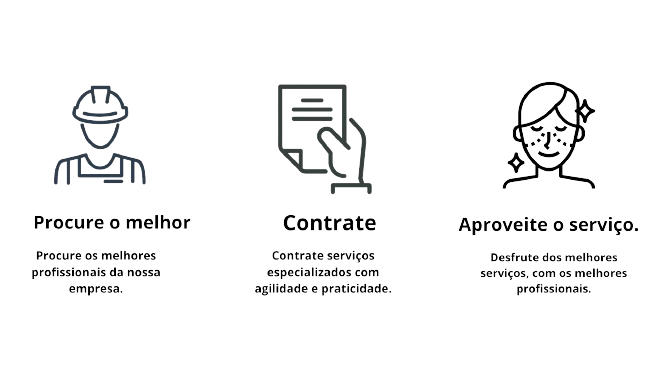 Procure o melhor
Procure os melhores
profissionais da nossa
empresa.
Contrate
Contrate serviços
especializados com
agilidade e praticidade.
Aproveite o serviço.
Desfrute dos melhores
serviços, com os melhores
profissionais.